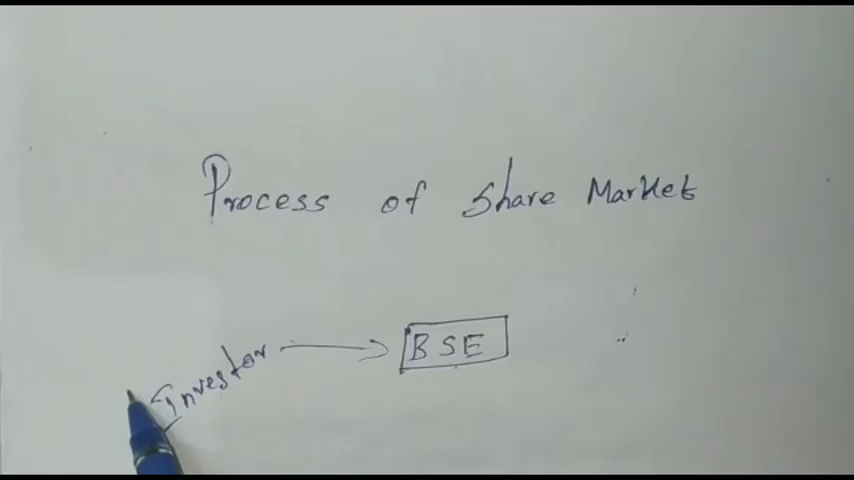 Process of Share Market
Investor → BSE